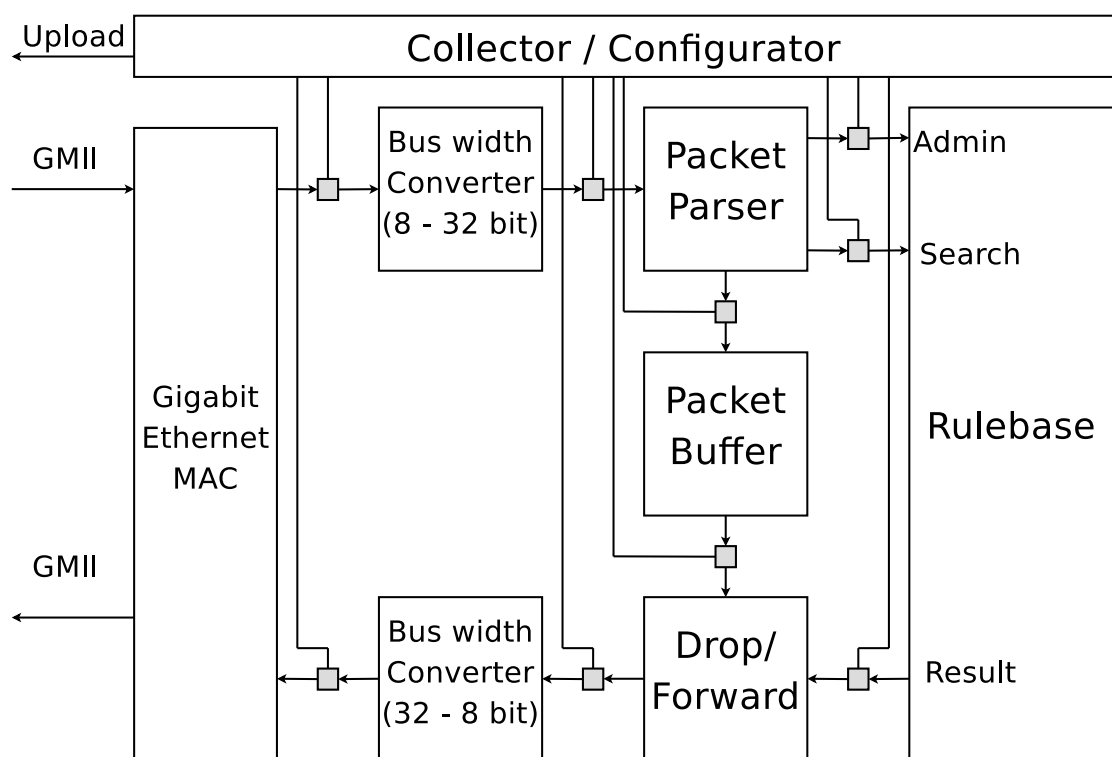 Upload
Collector / Configurator
GMII
Bus width
Converter
(8 - 32 bit)
Packet
Parser
Admin
Search
Gigabit
Ethernet
MAC
Packet
Buffer
Rulebase
GMII
Bus width
Converter
(32 - 8 bit)
Drop/
Forward
Result